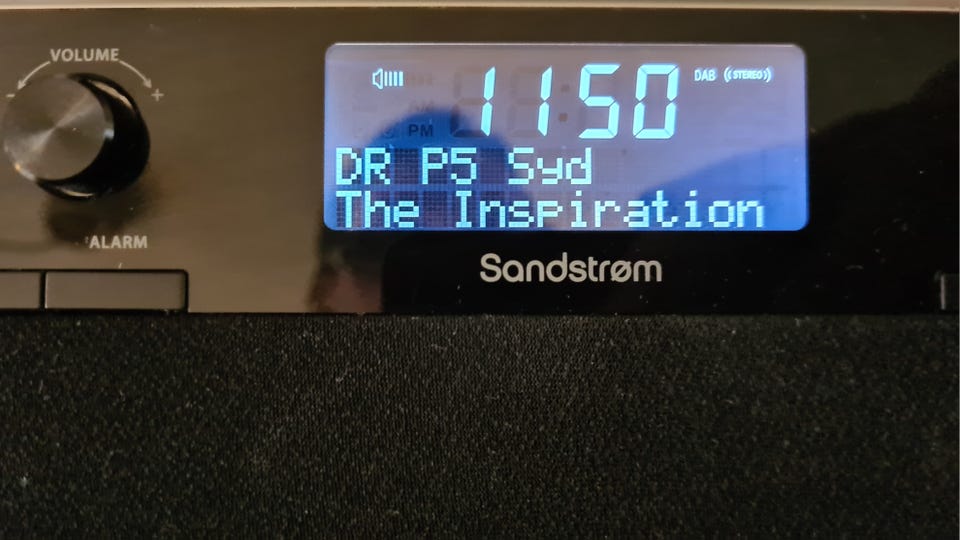 VOLUME
- +
11 50 DAB ((STEREO))
PM
DR P5 Syd
The Inspiration
ALARM
Sandstrøm